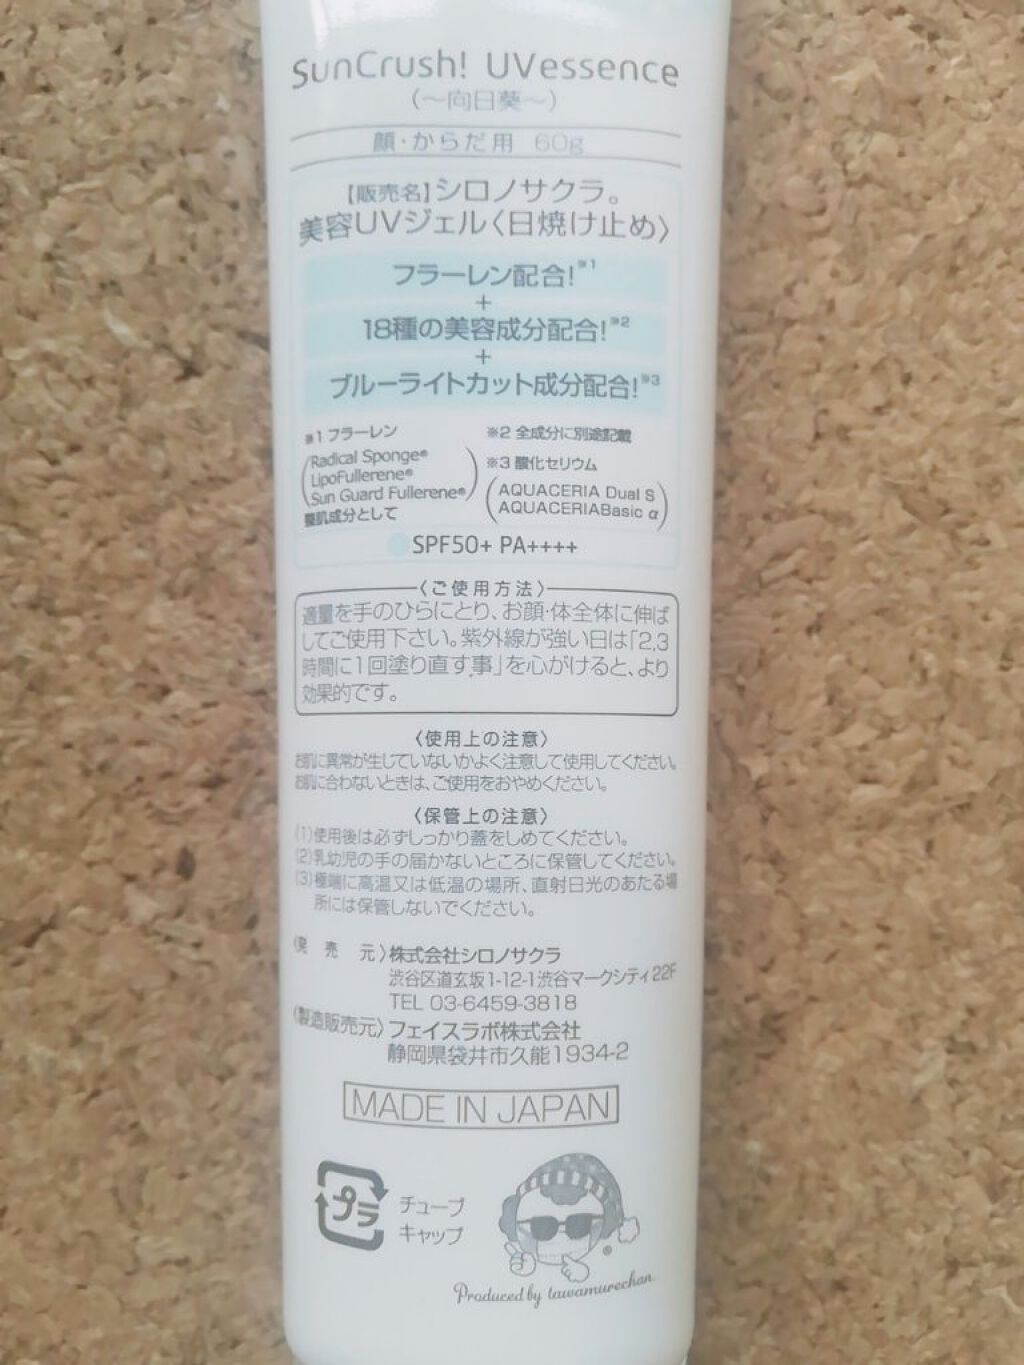 SunCrush! UVessence
(～向日葵～)
顔・からだ用 60g
【販売名】シロノサクラ。
美容UVジェル〈日焼け止め〉
フラーレン配合!※1
+
18種の美容成分配合!※2
+
ブルーライトカット成分配合!※3
※1 フラーレン
(Radical Sponge®
LipoFullerene®
Sun Guard Fullerene®)
整肌成分として
※2 全成分に別途記載
※3 酸化セリウム
(AQUACERIA Dual S
AQUACERIABasic α)
SPF50+ PA++++
〈ご使用方法〉
適量を手のひらにとり、お顔・体全体に伸ば
してご使用下さい。紫外線が強い日は「2,3
時間に1回塗り直す事」を心がけると、より
効果的です。
〈使用上の注意〉
お肌に異常が生じていないかよく注意して使用してください。
お肌に合わないときは、ご使用をおやめください。
〈保管上の注意〉
(1)使用後は必ずしっかり蓋をしめてください。
(2)乳幼児の手の届かないところに保管してください。
(3)極端に高温又は低温の場所、直射日光のあたる場
所には保管しないでください。
〈発売元〉株式会社シロノサクラ
渋谷区道玄坂1-12-1渋谷マークシティ22F
TEL 03-6459-3818
〈製造販売元〉フェイスラボ株式会社
静岡県袋井市久能1934-2
MADE IN JAPAN
プラ
チューブ
キャップ
®
Produced by tawamurechan